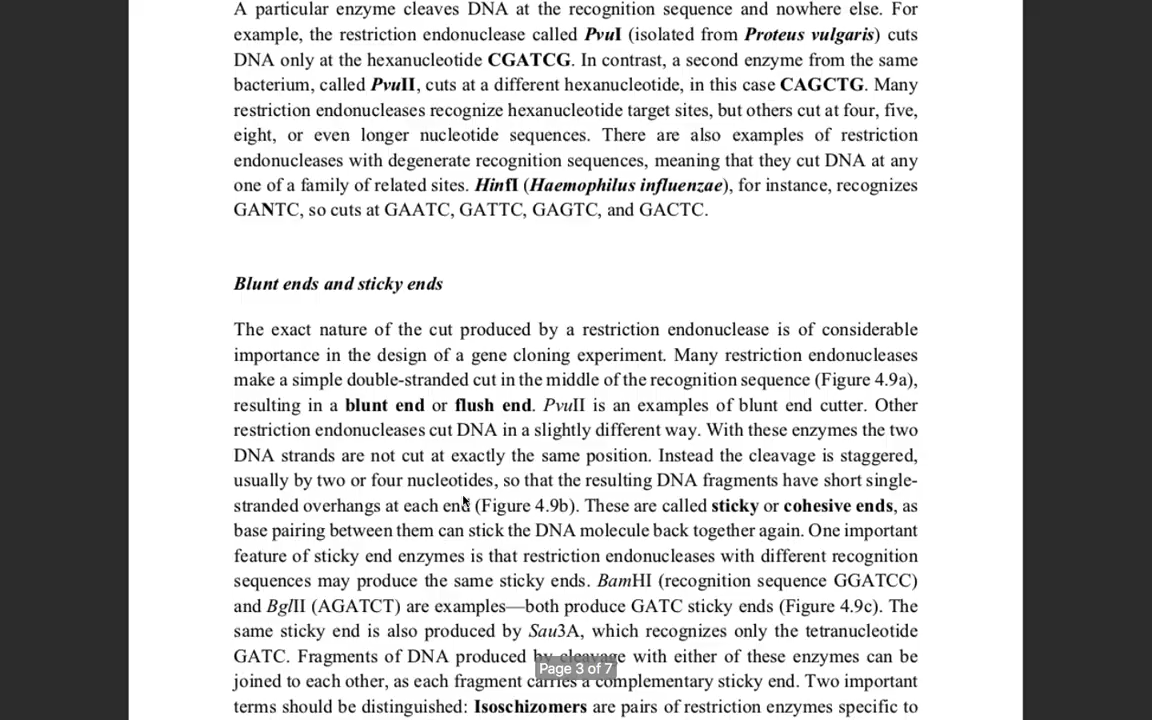 A particular enzyme cleaves DNA at the recognition sequence and nowhere else. For
example, the restriction endonuclease called PvuI (isolated from Proteus vulgaris) cuts
DNA only at the hexanucleotide CGATCG. In contrast, a second enzyme from the same
bacterium, called PvuII, cuts at a different hexanucleotide, in this case CAGCTG. Many
restriction endonucleases recognize hexanucleotide target sites, but others cut at four, five,
eight, or even longer nucleotide sequences. There are also examples of restriction
endonucleases with degenerate recognition sequences, meaning that they cut DNA at any
one of a family of related sites. HinfI (Haemophilus influenzae), for instance, recognizes
GANTC, so cuts at GAATC, GATTC, GAGTC, and GACTC.
Blunt ends and sticky ends
The exact nature of the cut produced by a restriction endonuclease is of considerable
importance in the design of a gene cloning experiment. Many restriction endonucleases
make a simple double-stranded cut in the middle of the recognition sequence (Figure 4.9a),
resulting in a blunt end or flush end. PvuII is an examples of blunt end cutter. Other
restriction endonucleases cut DNA in a slightly different way. With these enzymes the two
DNA strands are not cut at exactly the same position. Instead the cleavage is staggered,
usually by two or four nucleotides, so that the resulting DNA fragments have short single-
stranded overhangs at each end (Figure 4.9b). These are called sticky or cohesive ends, as
base pairing between them can stick the DNA molecule back together again. One important
feature of sticky end enzymes is that restriction endonucleases with different recognition
sequences may produce the same sticky ends. BamHI (recognition sequence GGATCC)
and BglII (AGATCT) are examples—both produce GATC sticky ends (Figure 4.9c). The
same sticky end is also produced by Sau3A, which recognizes only the tetranucleotide
GATC. Fragments of DNA produced by cleavage with either of these enzymes can be
Page 3 of 7
joined to each other, as each fragment carries a complementary sticky end. Two important
terms should be distinguished: Isoschizomers are pairs of restriction enzymes specific to